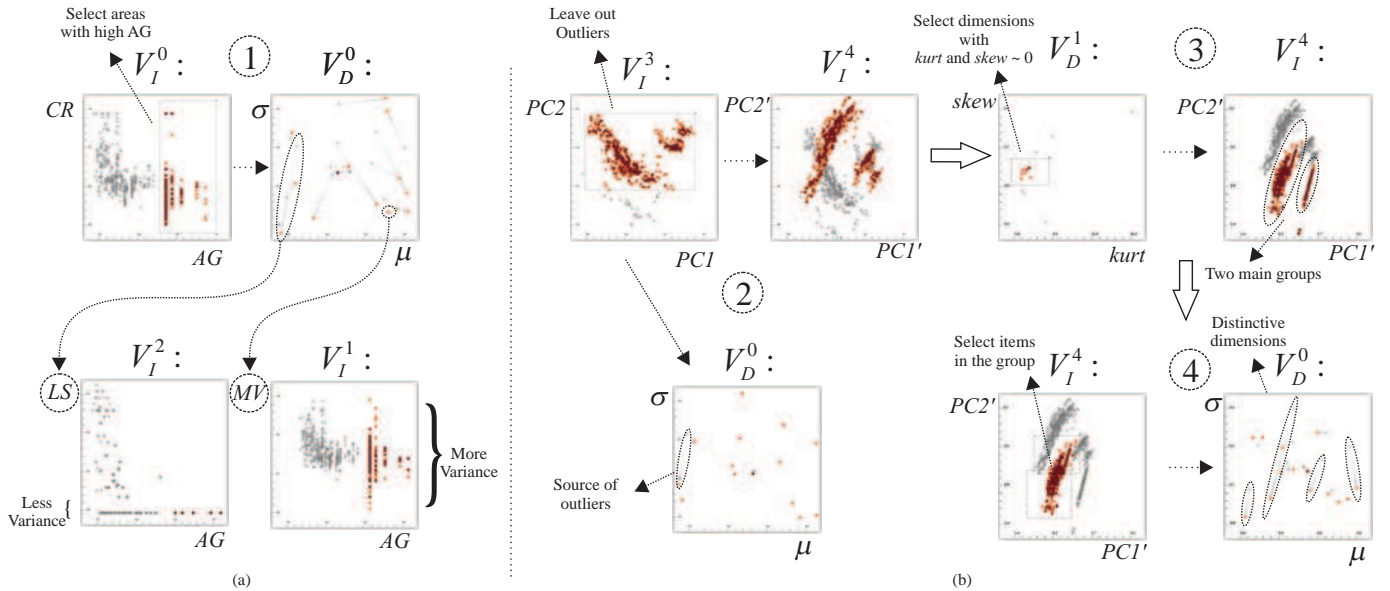 Select areas
with high AG
V_I^0 :
1
V_D^0 :
CR
AG
σ
μ
LS
V_I^2 :
MV
V_I^1 :
Less
Variance
{
AG
AG
}
More
Variance
(a)
Leave out
Outliers
V_I^3 :
PC2
PC1
V_I^4 :
PC2'
PC1'
2
V_D^0 :
σ
μ
Source of
outliers
Select dimensions
with
kurt and skew ~ 0
V_D^1 :
skew
kurt
3
V_I^4 :
PC2'
PC1'
Two main groups
Select items
in the group
V_I^4 :
PC2'
PC1'
4
Distinctive
dimensions
V_D^0 :
σ
μ
(b)